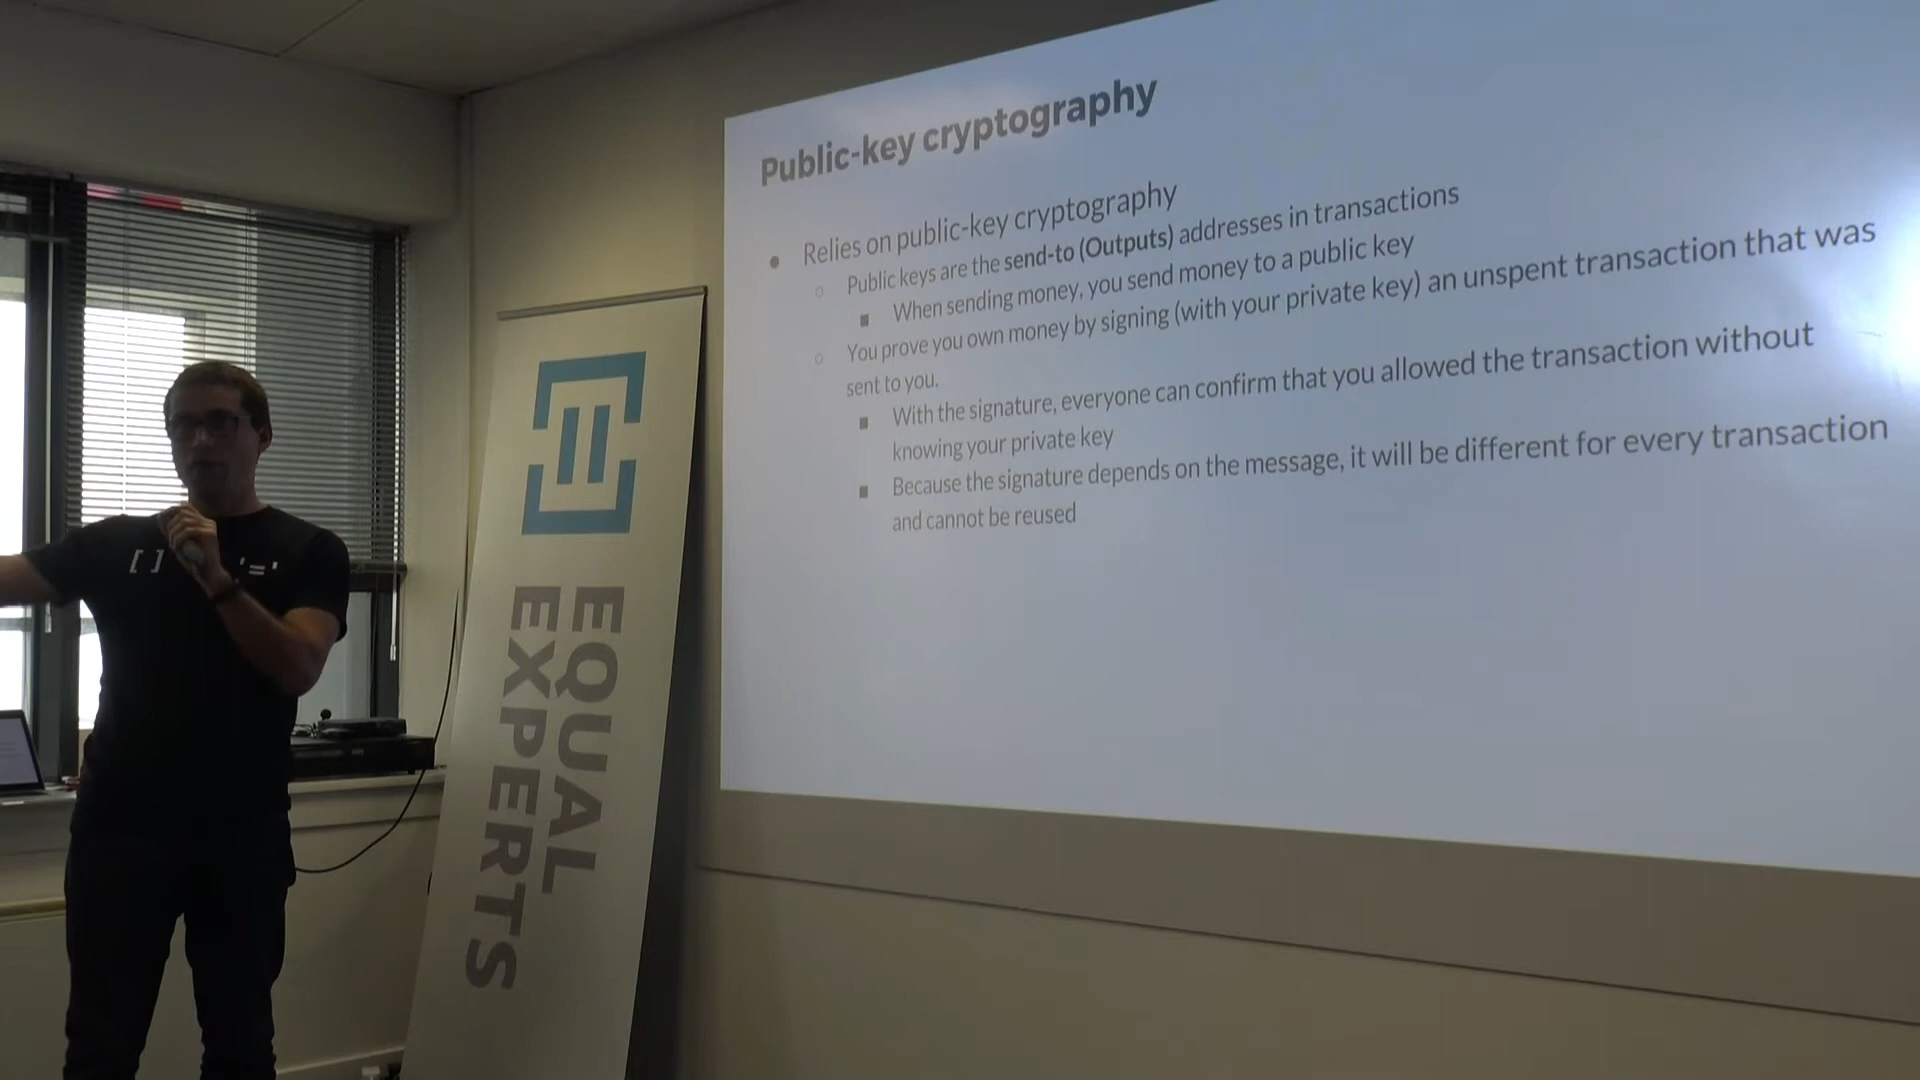 Public-key cryptography
● Relies on public-key cryptography
○ Public keys are the send-to (Outputs) addresses in transactions
■ When sending money, you send money to a public key
○ You prove you own money by signing (with your private key) an unspent transaction that was
sent to you.
■ With the signature, everyone can confirm that you allowed the transaction without
knowing your private key
■ Because the signature depends on the message, it will be different for every transaction
and cannot be reused
EQUAL
EXPERTS
[ ] '='